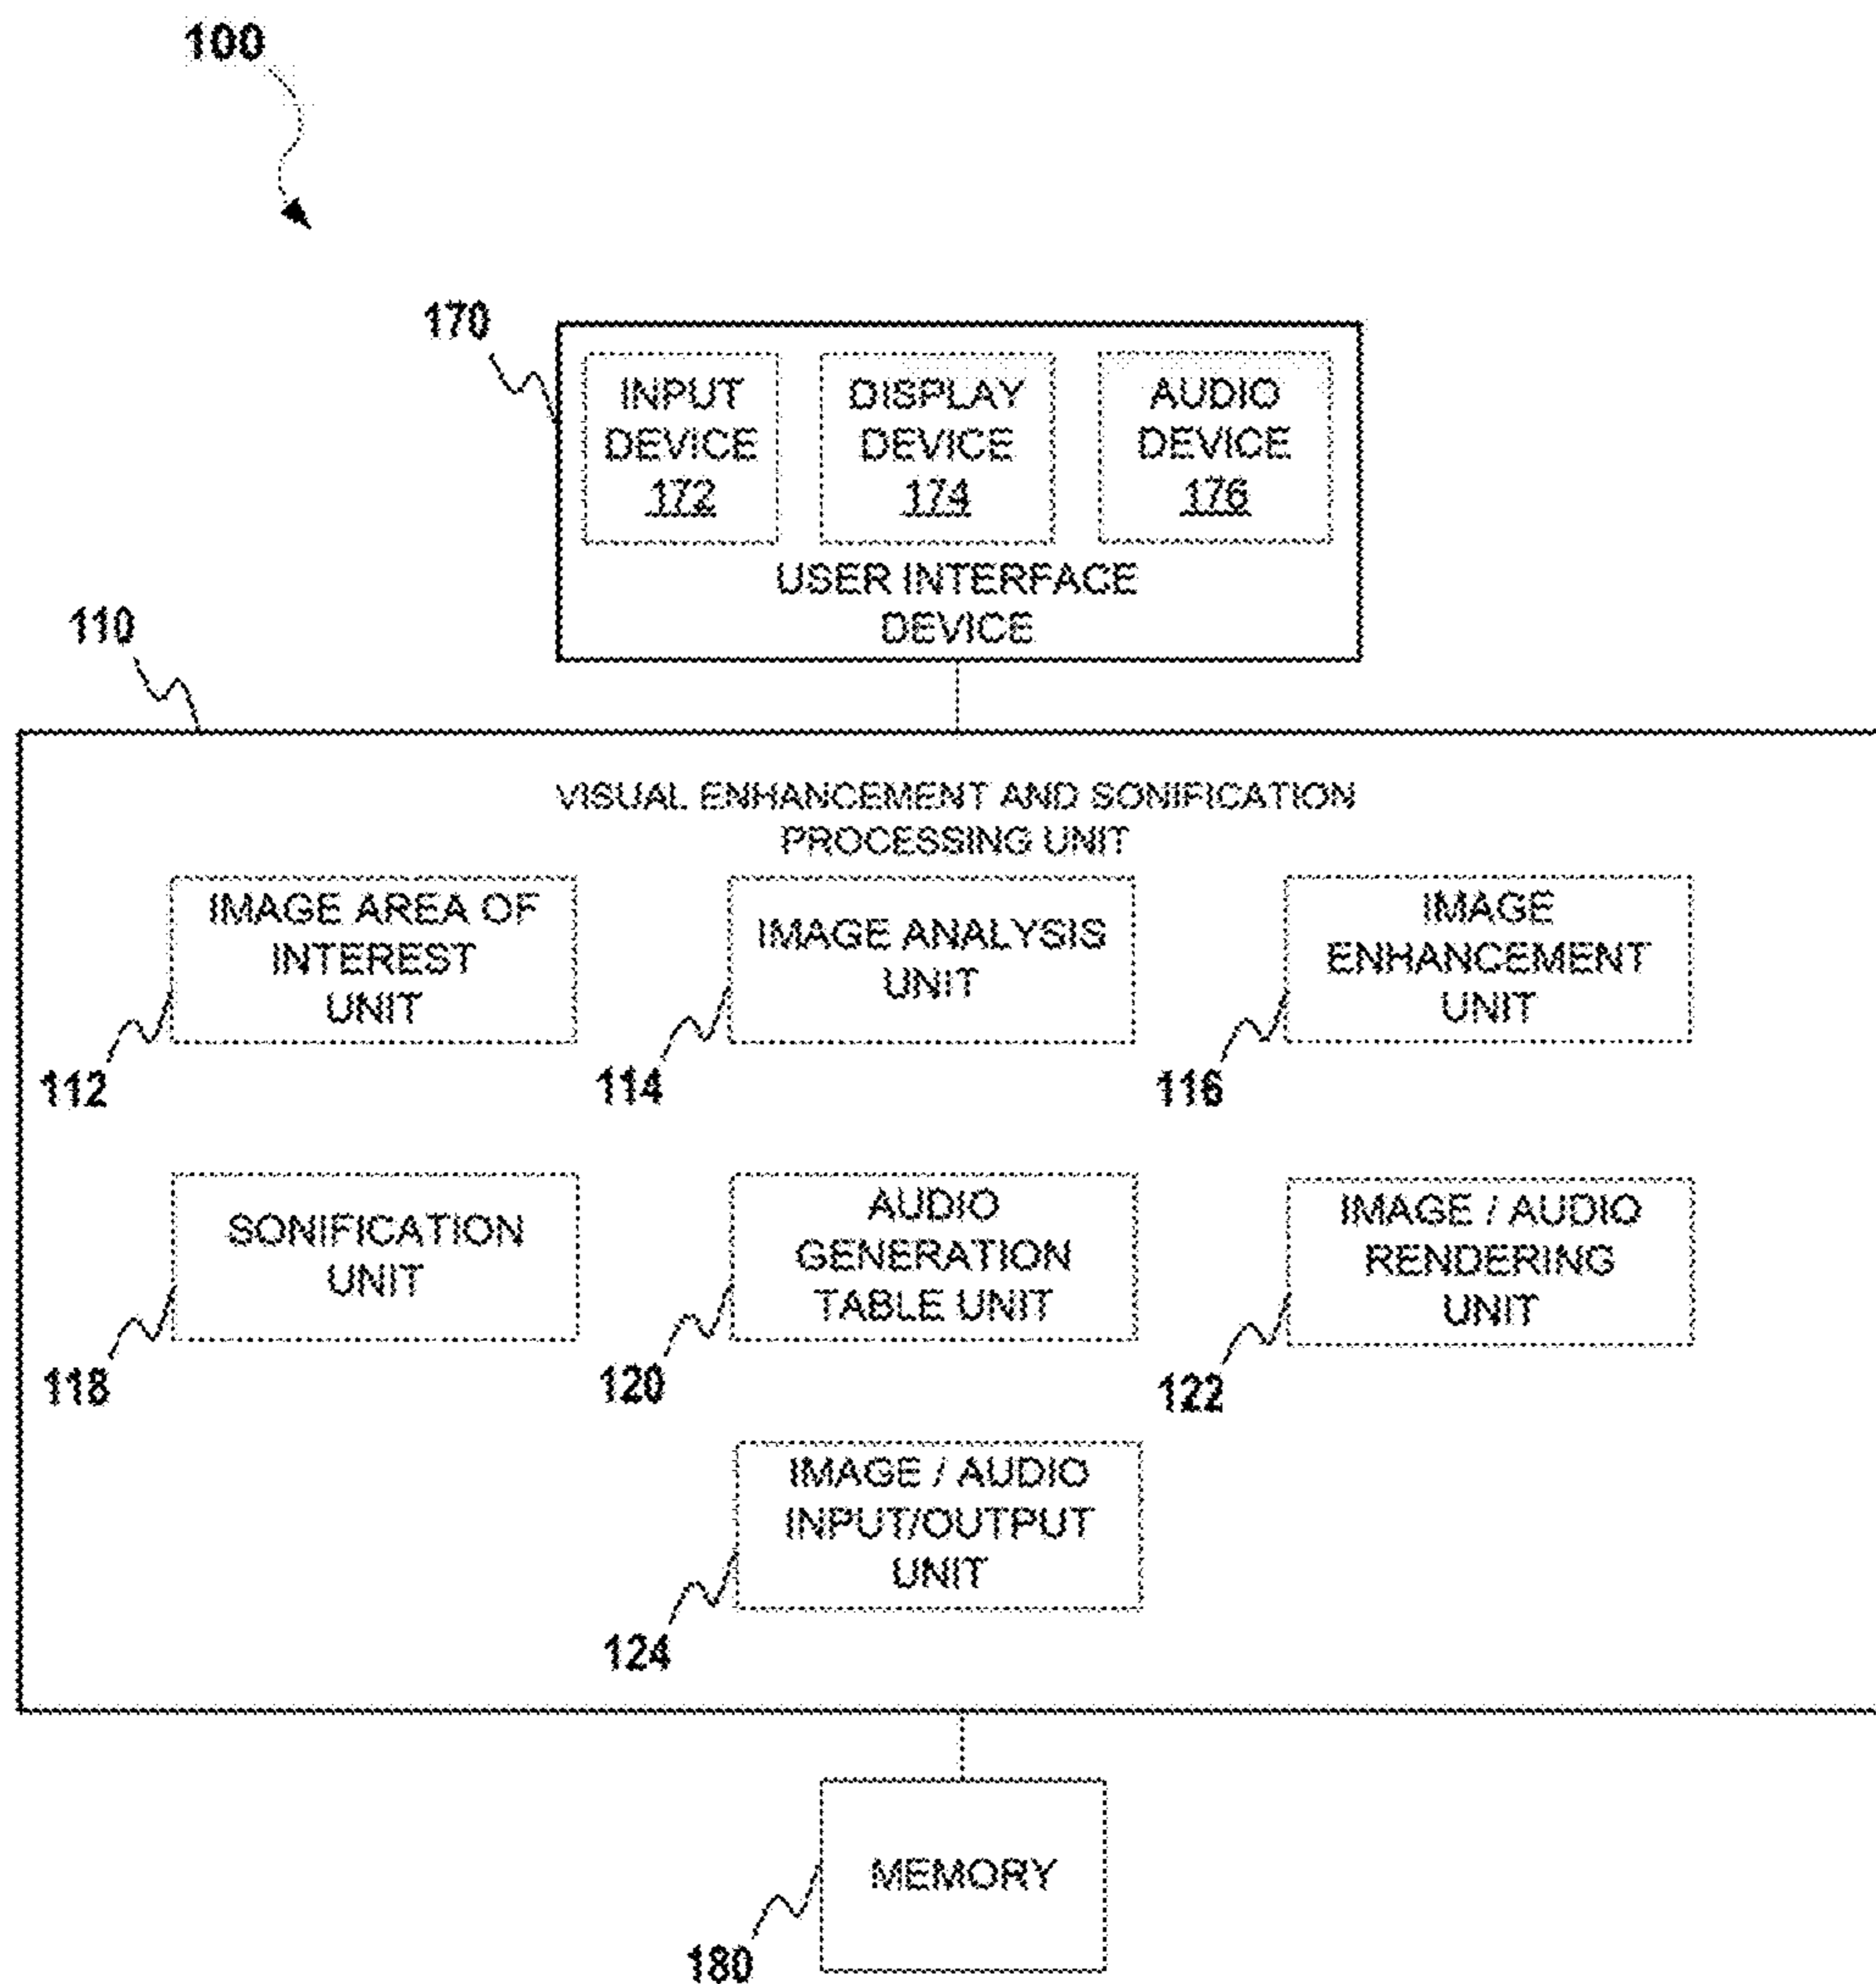 100
170
INPUT
DEVICE
172
DISPLAY
DEVICE
174
AUDIO
DEVICE
176
USER INTERFACE
DEVICE
110
VISUAL ENHANCEMENT AND SONIFICATION
PROCESSING UNIT
IMAGE AREA OF
INTEREST
UNIT
112
IMAGE ANALYSIS
UNIT
114
IMAGE
ENHANCEMENT
UNIT
116
SONIFICATION
UNIT
118
AUDIO
GENERATION
TABLE UNIT
120
IMAGE / AUDIO
RENDERING
UNIT
122
IMAGE / AUDIO
INPUT/OUTPUT
UNIT
124
MEMORY
180